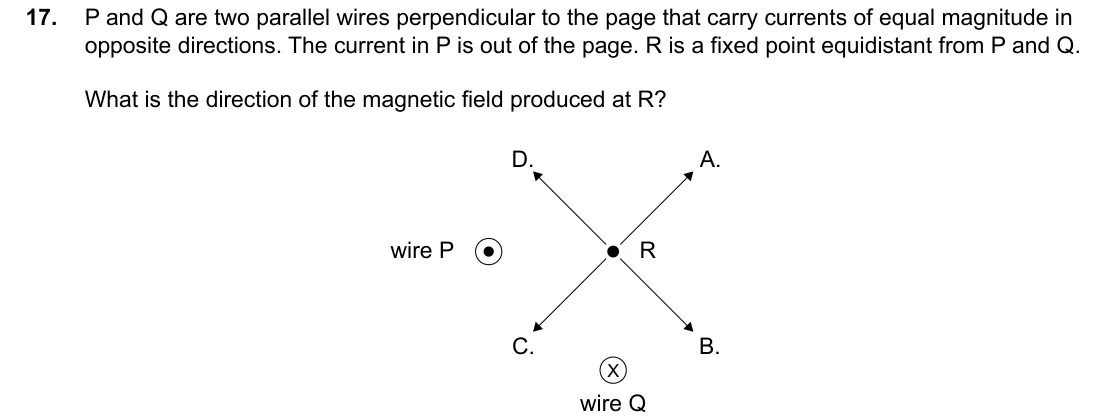 17. P and Q are two parallel wires perpendicular to the page that carry currents of equal magnitude in
opposite directions. The current in P is out of the page. R is a fixed point equidistant from P and Q.
What is the direction of the magnetic field produced at R?
D. A.
wire P R
C. B.
X
wire Q